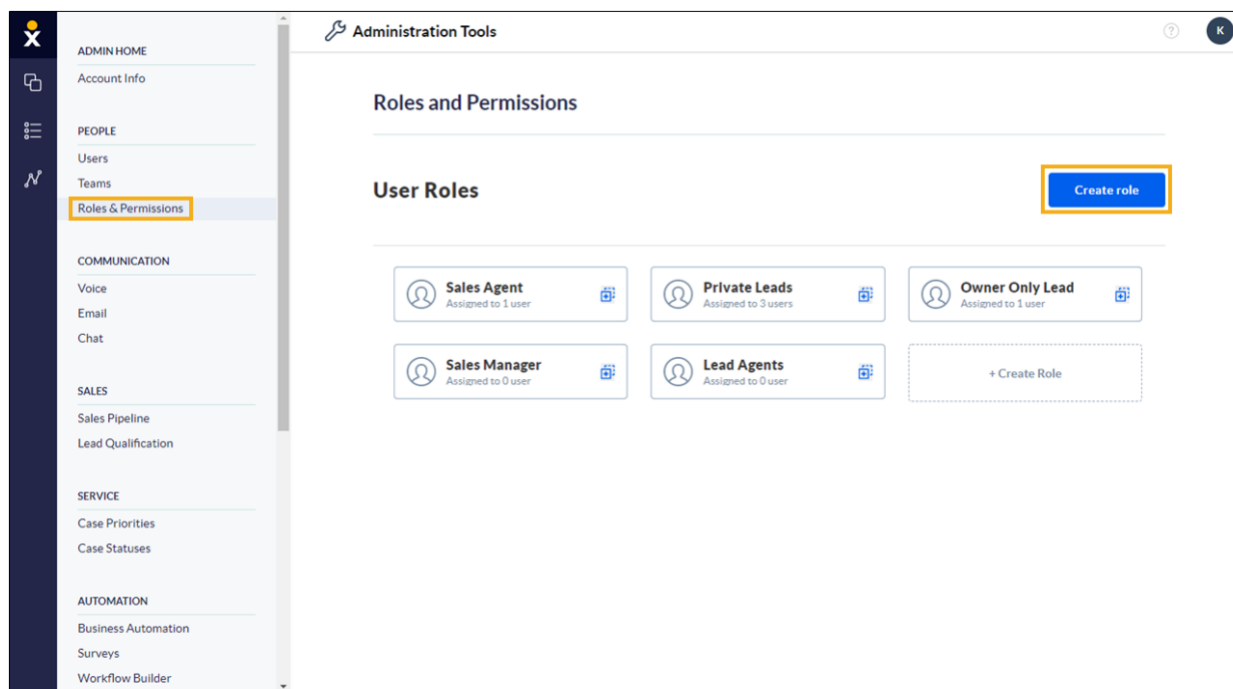 Administration Tools
?
K
ADMIN HOME
Account Info
PEOPLE
Users
Teams
Roles & Permissions
COMMUNICATION
Voice
Email
Chat
SALES
Sales Pipeline
Lead Qualification
SERVICE
Case Priorities
Case Statuses
AUTOMATION
Business Automation
Surveys
Workflow Builder
Roles and Permissions
User Roles
Create role
Sales Agent
Assigned to 1 user
Private Leads
Assigned to 3 users
Owner Only Lead
Assigned to 1 user
Sales Manager
Assigned to 0 user
Lead Agents
Assigned to 0 user
+ Create Role